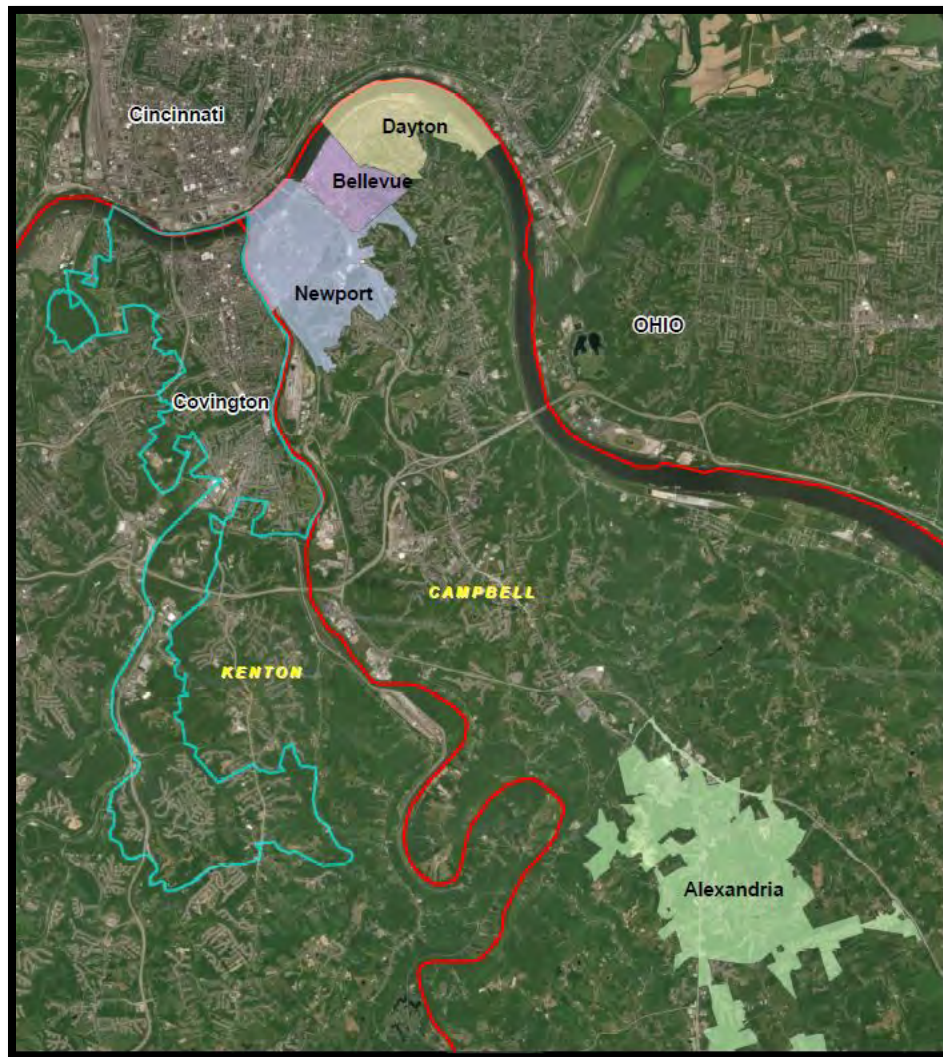 Cincinnati
Dayton
Bellevue
Newport
OHIO
Covington
CAMPBELL
KENTON
Alexandria